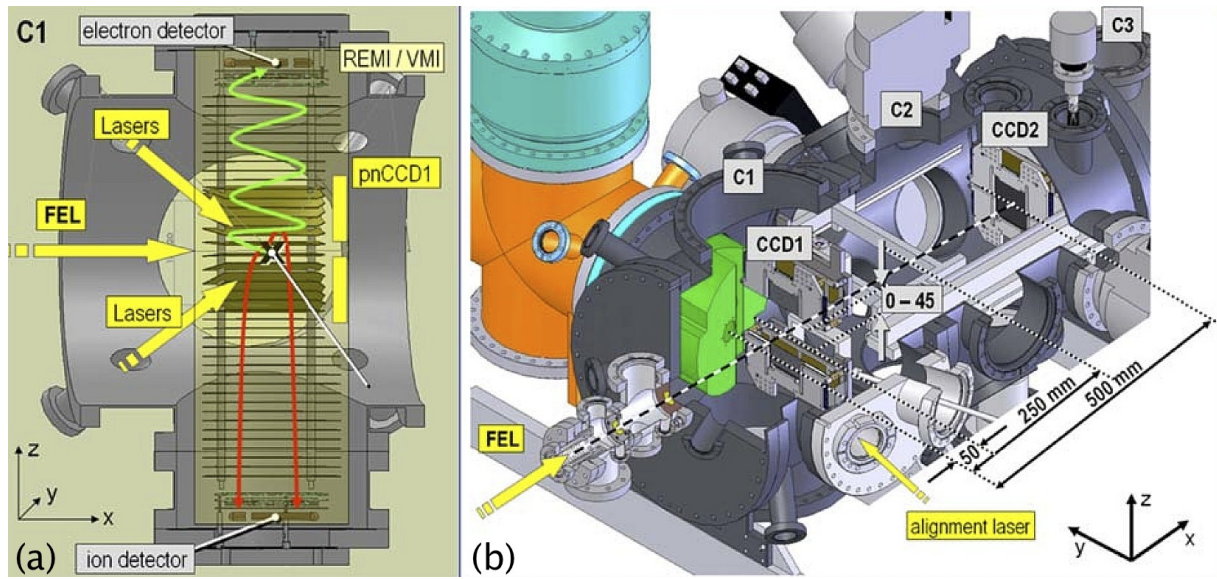 C1
electron detector
REMI / VMI
Lasers
pnCCD1
FEL
Lasers
z
y
x
(a)
ion detector
C3
C2
CCD2
C1
CCD1
0 – 45
250 mm
500 mm
50
FEL
alignment laser
z
y
x
(b)